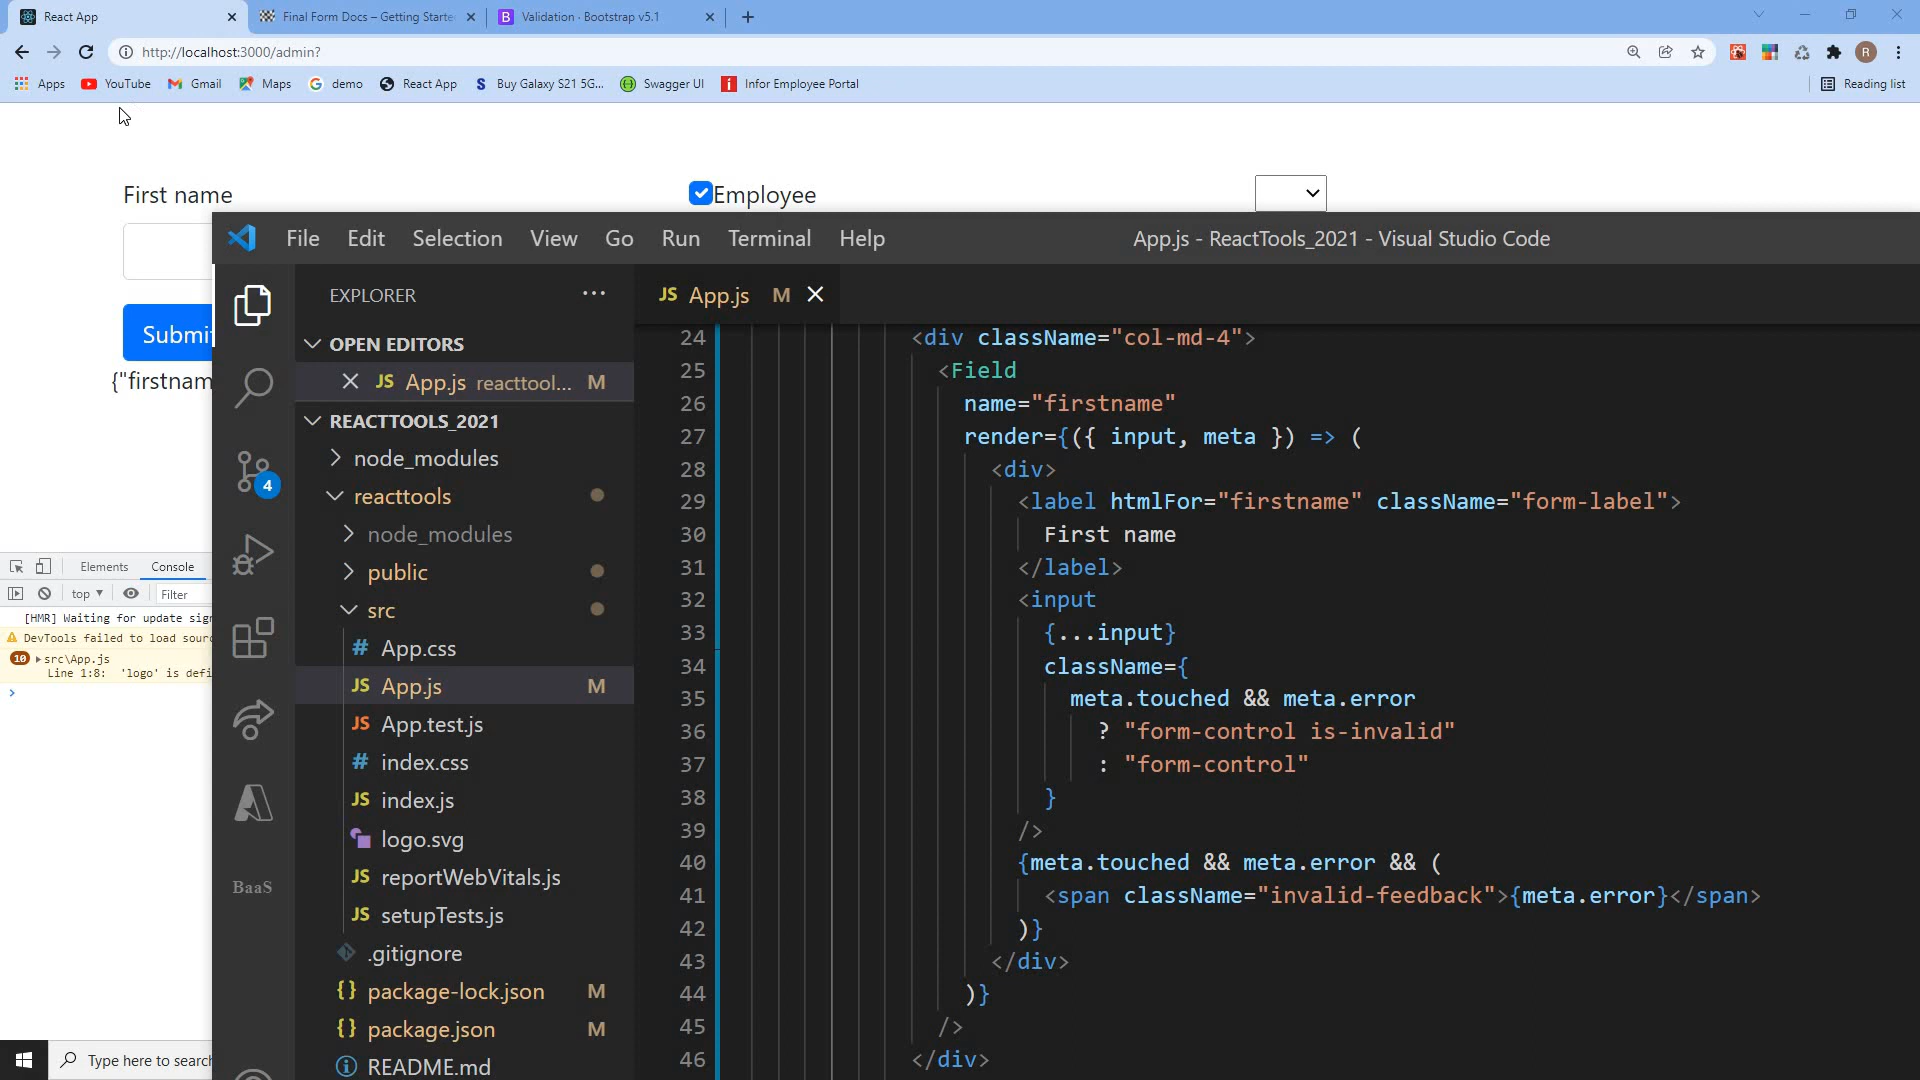 React App
Final Form Docs – Getting Starte
Validation · Bootstrap v5.1
http://localhost:3000/admin?
R
Apps
YouTube
Gmail
Maps
demo
React App
Buy Galaxy S21 5G...
Swagger UI
Infor Employee Portal
Reading list
First name
Employee
Submi
{"firstnam
File Edit Selection View Go Run Terminal Help
App.js - ReactTools_2021 - Visual Studio Code
EXPLORER
JS App.js M
OPEN EDITORS
JS App.js reacttool... M
REACTTOOLS_2021
node_modules
reacttools
node_modules
public
src
# App.css
JS App.js M
JS App.test.js
# index.css
JS index.js
logo.svg
JS reportWebVitals.js
JS setupTests.js
.gitignore
{} package-lock.json M
{} package.json M
README.md
4
BaaS
24 <div className="col-md-4">
25 <Field
26 name="firstname"
27 render={({ input, meta }) => (
28 <div>
29 <label htmlFor="firstname" className="form-label">
30 First name
31 </label>
32 <input
33 {...input}
34 className={
35 meta.touched && meta.error
36 ? "form-control is-invalid"
37 : "form-control"
38 }
39 />
40 {meta.touched && meta.error && (
41 <span className="invalid-feedback">{meta.error}</span>
42 )}
43 </div>
44 )}
45 />
46 </div>
Elements Console
top ▼ Filter
[HMR] Waiting for update sig
DevTools failed to load sour
10 src\App.js
Line 1:8: 'logo' is defi
Type here to search